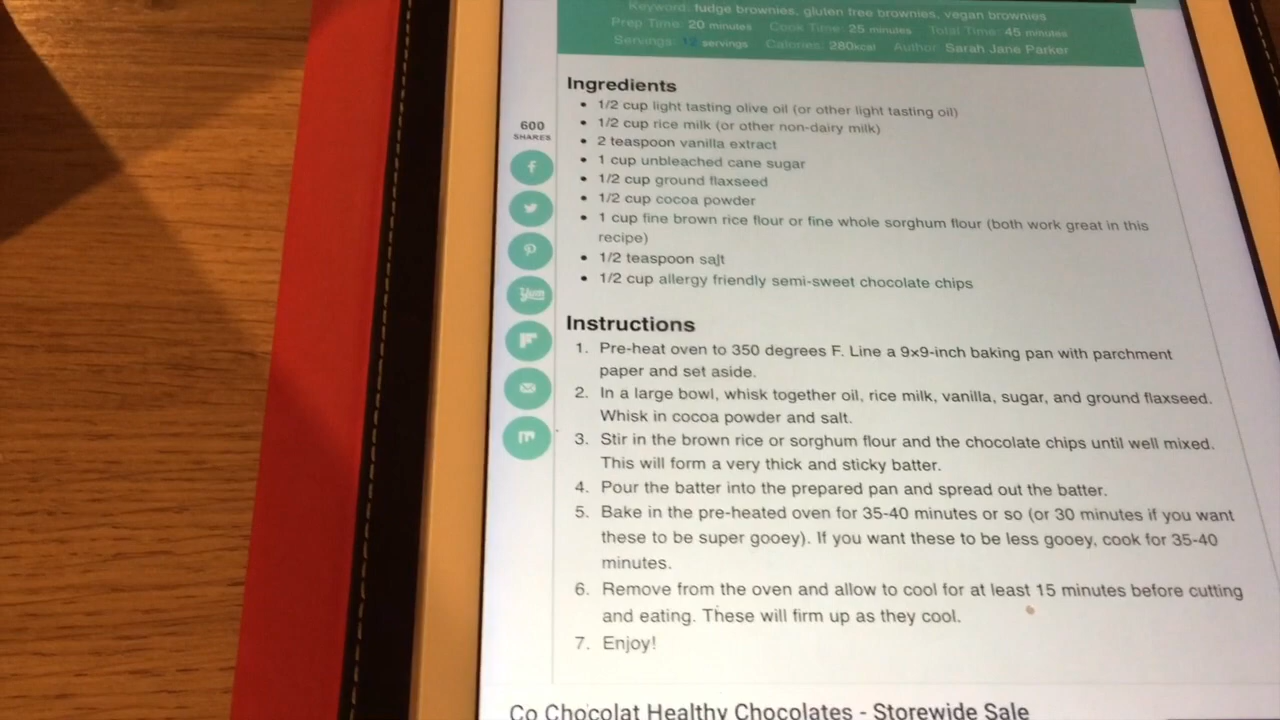 Keyword: fudge brownies, gluten free brownies, vegan brownies
Prep Time: 20 minutes Cook Time: 25 minutes Total Time: 45 minutes
Servings: 12 servings Calories: 280kcal Author: Sarah Jane Parker
Ingredients
• 1/2 cup light tasting olive oil (or other light tasting oil)
• 1/2 cup rice milk (or other non-dairy milk)
• 2 teaspoon vanilla extract
• 1 cup unbleached cane sugar
• 1/2 cup ground flaxseed
• 1/2 cup cocoa powder
• 1 cup fine brown rice flour or fine whole sorghum flour (both work great in this
recipe)
• 1/2 teaspoon salt
• 1/2 cup allergy friendly semi-sweet chocolate chips
600
SHARES
Yum
Instructions
1. Pre-heat oven to 350 degrees F. Line a 9x9-inch baking pan with parchment
paper and set aside.
2. In a large bowl, whisk together oil, rice milk, vanilla, sugar, and ground flaxseed.
Whisk in cocoa powder and salt.
3. Stir in the brown rice or sorghum flour and the chocolate chips until well mixed.
This will form a very thick and sticky batter.
4. Pour the batter into the prepared pan and spread out the batter.
5. Bake in the pre-heated oven for 35-40 minutes or so (or 30 minutes if you want
these to be super gooey). If you want these to be less gooey, cook for 35-40
minutes.
6. Remove from the oven and allow to cool for at least 15 minutes before cutting
and eating. These will firm up as they cool.
7. Enjoy!
Co Chocolat Healthy Chocolates - Storewide Sale